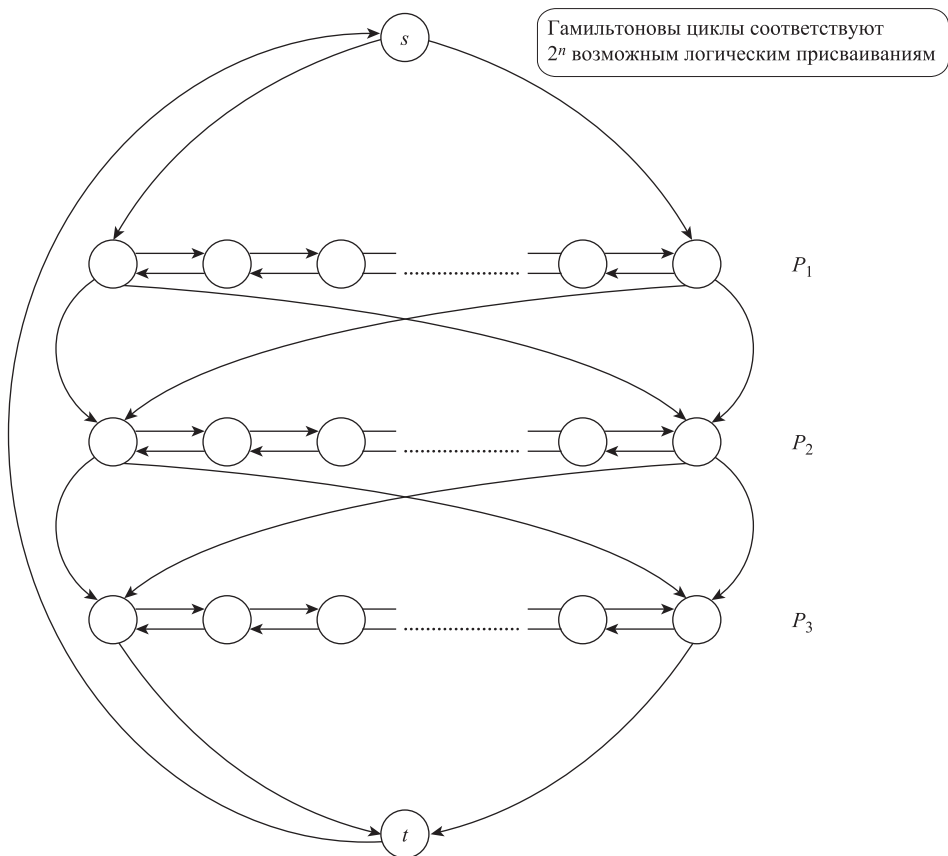 s
Гамильтоновы циклы соответствуют
2ⁿ возможным логическим присваиваниям
P₁
P₂
P₃
t